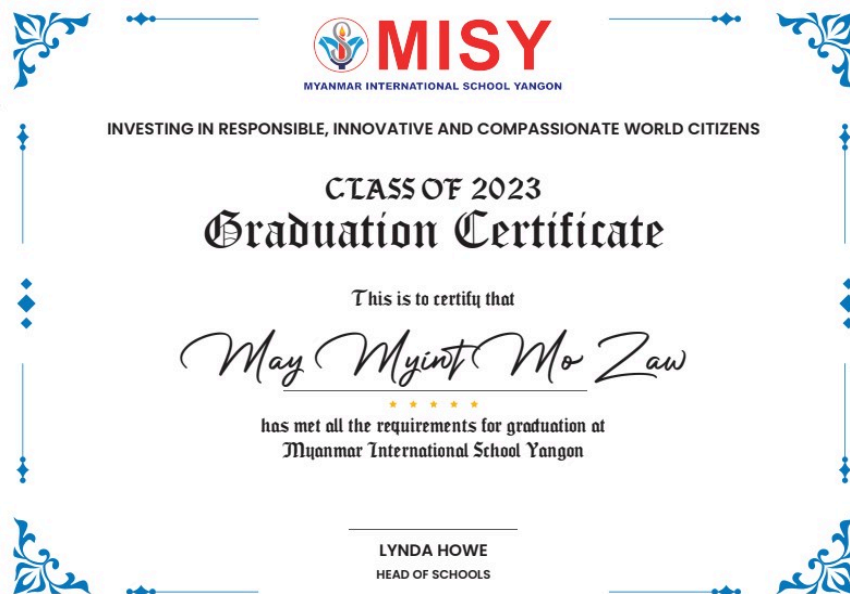 MISY
MYANMAR INTERNATIONAL SCHOOL YANGON
INVESTING IN RESPONSIBLE, INNOVATIVE AND COMPASSIONATE WORLD CITIZENS
CLASS OF 2023
Graduation Certificate
This is to certify that
May Myint Mo Zaw
has met all the requirements for graduation at
Myanmar International School Yangon
LYNDA HOWE
HEAD OF SCHOOLS